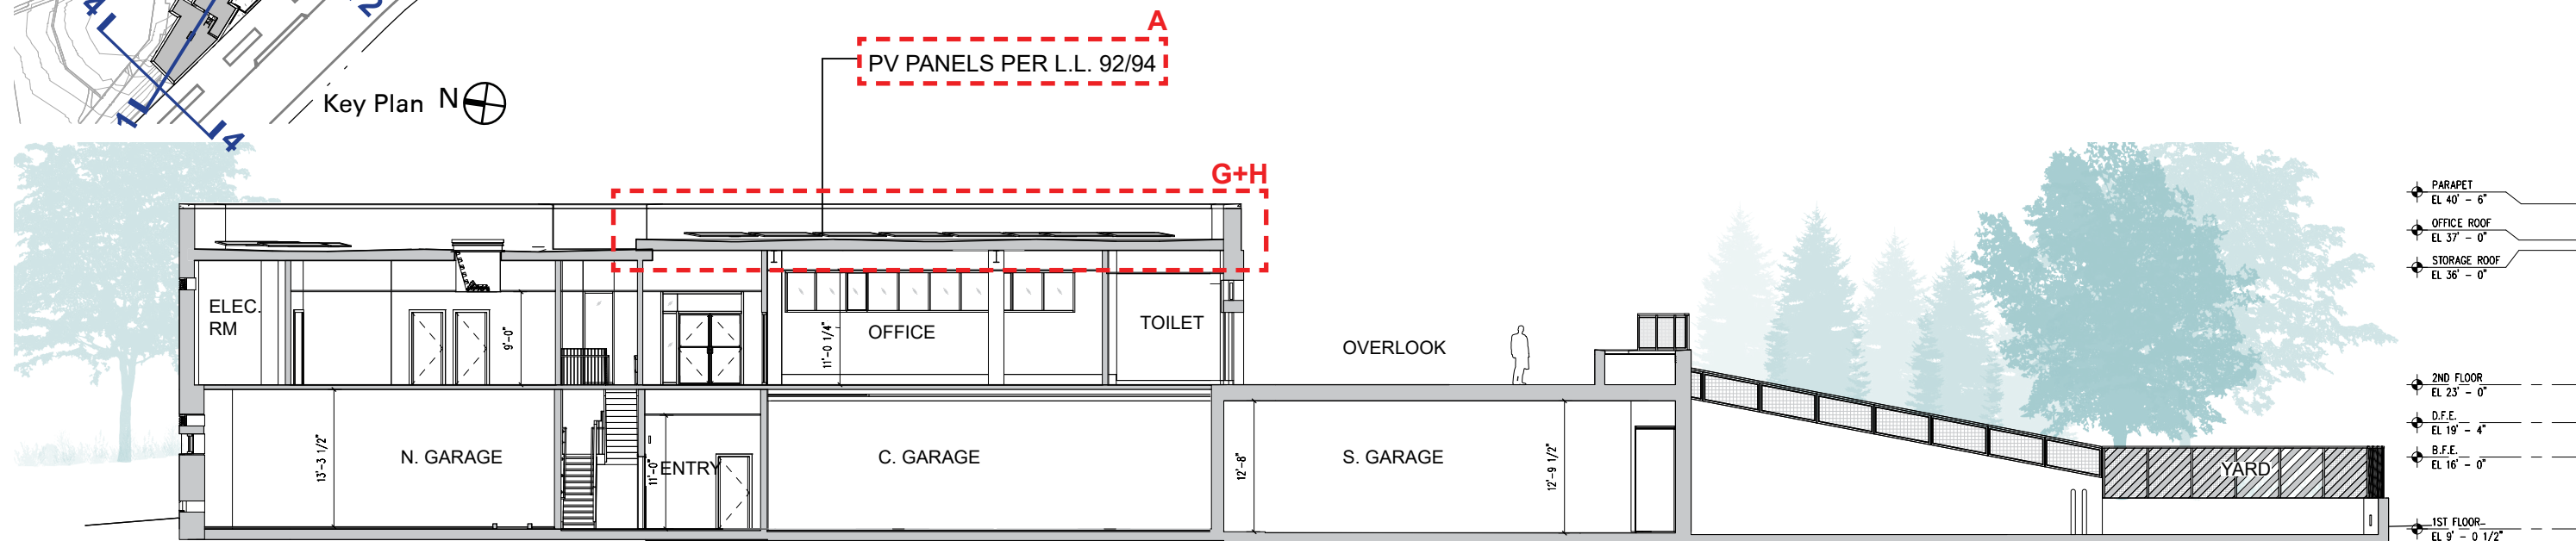 4
2
1
4
Key Plan N
A
PV PANELS PER L.L. 92/94
G+H
PARAPET
EL 40' - 6"
OFFICE ROOF
EL 37' - 0"
STORAGE ROOF
EL 36' - 0"
ELEC.
RM
9'-0"
11'-0 1/4"
OFFICE
TOILET
OVERLOOK
2ND FLOOR
EL 23' - 0"
D.F.E.
EL 19' - 4"
B.F.E.
EL 16' - 0"
13'-3 1/2"
N. GARAGE
11'-0"
ENTRY
C. GARAGE
12'-8"
S. GARAGE
12'-9 1/2"
YARD
1ST FLOOR
EL 9' - 0 1/2"